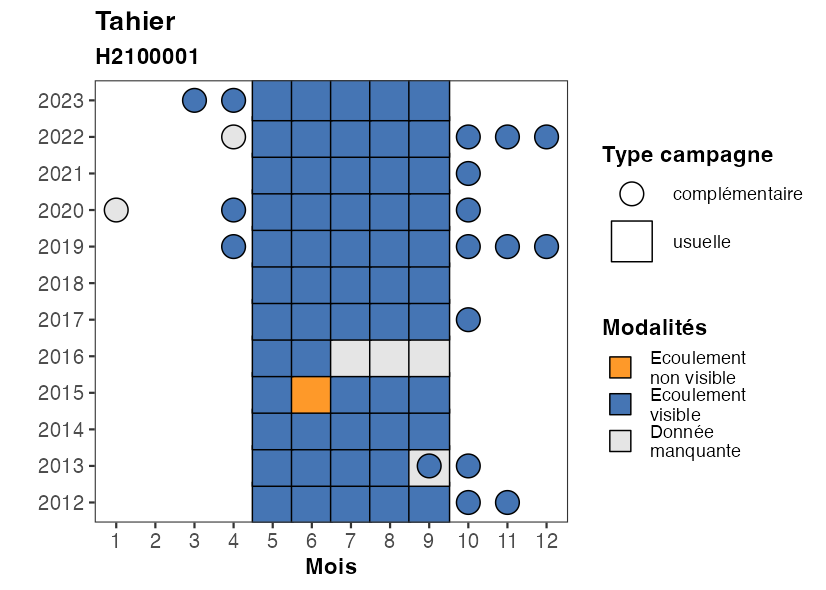 Tahier
H2100001
2023
2022
2021
2020
2019
2018
2017
2016
2015
2014
2013
2012
1 2 3 4 5 6 7 8 9 10 11 12
Mois
Type campagne
complémentaire
usuelle
Modalités
Ecoulement
non visible
Ecoulement
visible
Donnée
manquante